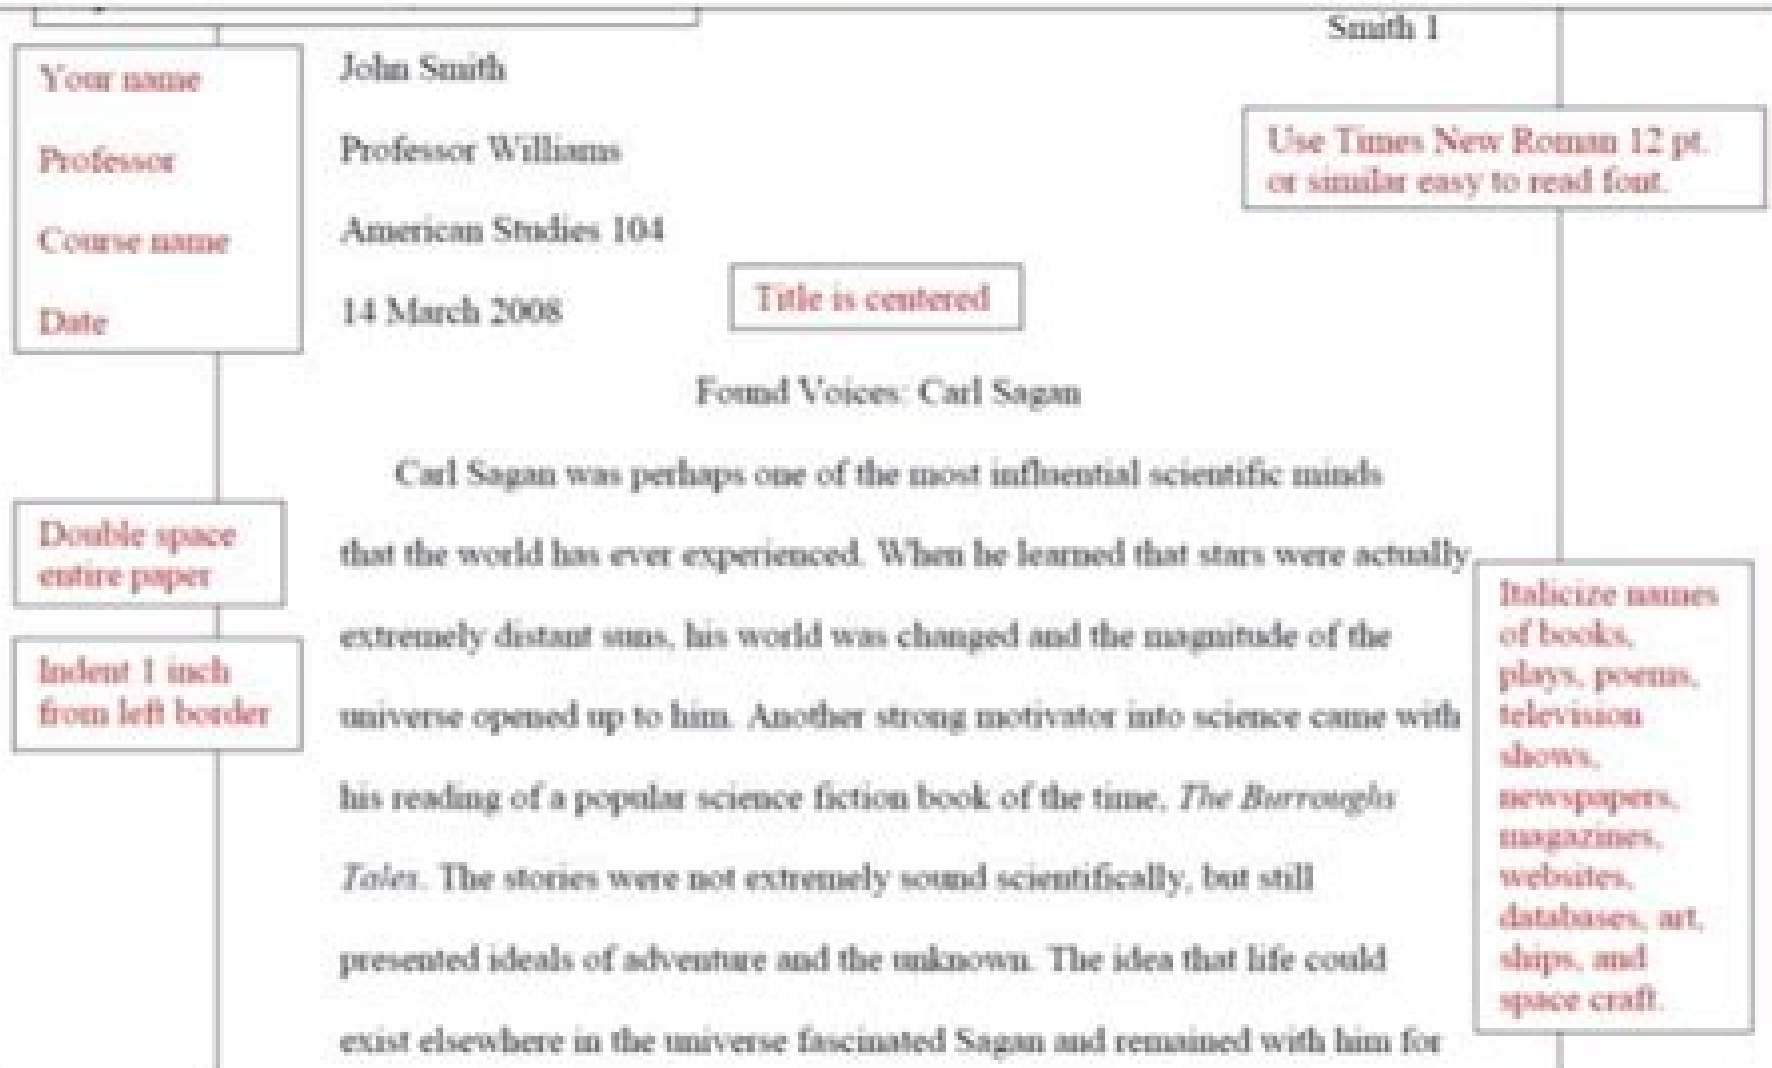 Smith 1
Your name
Professor
Course name
Date
John Smith
Professor Williams
American Studies 104
14 March 2008
Use Times New Roman 12 pt.
or similar easy to read font.
Title is centered
Found Voices: Carl Sagan
Carl Sagan was perhaps one of the most influential scientific minds
that the world has ever experienced. When he learned that stars were actually
extremely distant suns, his world was changed and the magnitude of the
universe opened up to him. Another strong motivator into science came with
his reading of a popular science fiction book of the time, The Burroughs
Tales. The stories were not extremely sound scientifically, but still
presented ideals of adventure and the unknown. The idea that life could
exist elsewhere in the universe fascinated Sagan and remained with him for
Double space
entire paper
Indent 1 inch
from left border
Italicize names
of books,
plays, poems,
television
shows,
newspapers,
magazines,
websites,
databases, art,
ships, and
space craft.